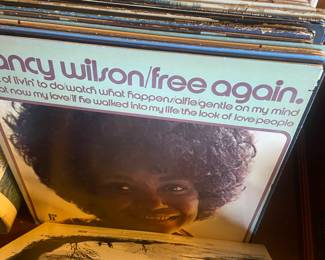 ancy wilson/free again.
of livin' to do/watch what happens/alfie/gentle on my mind
at now my love/if he walked into my life/the look of love/people